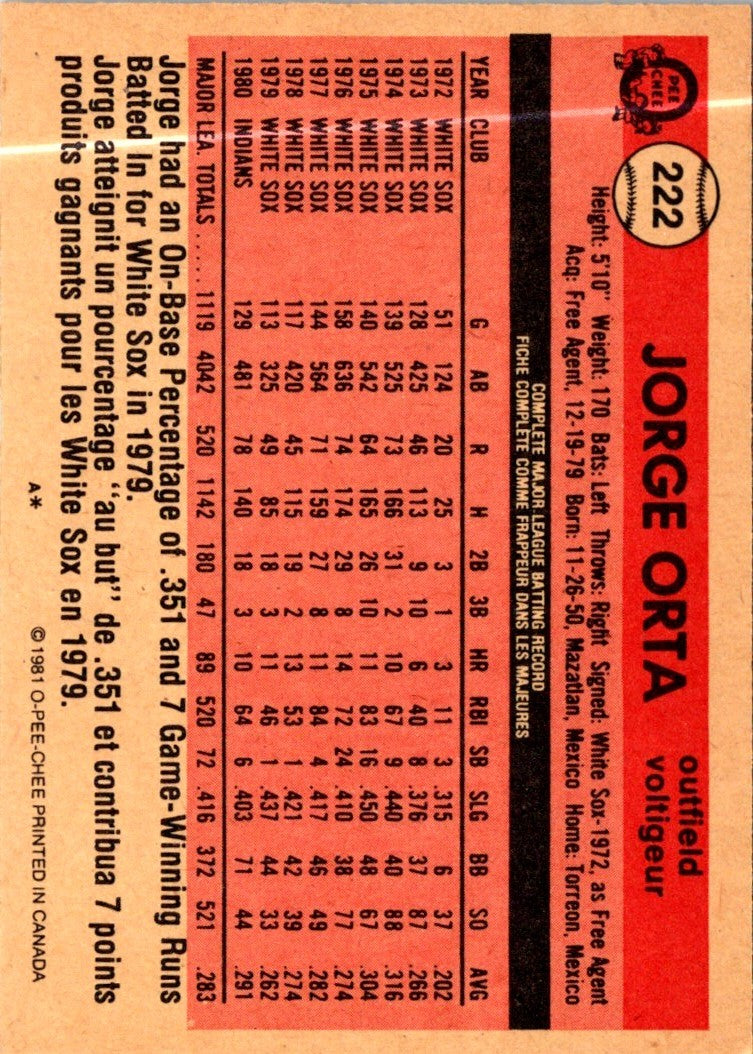 O PEE CHEE
222
JORGE ORTA
outfield
voltigeur
Height: 5'10" Weight: 170 Bats: Left Throws: Right Signed: White Sox-1972, as Free Agent
Acq: Free Agent, 12-19-79 Born: 11-26-50, Mazatlan, Mexico Home: Torreon, Mexico
COMPLETE MAJOR LEAGUE BATTING RECORD
FICHE COMPLETE COMME FRAPPEUR DANS LES MAJEURES
YEAR CLUB G AB R H 2B 3B HR RBI SB SLG BB SO AVG
1972 WHITE SOX 51 124 20 25 3 1 3 11 3 .315 6 37 .202
1973 WHITE SOX 128 425 46 113 9 10 6 40 8 .376 37 87 .266
1974 WHITE SOX 139 525 73 166 31 2 10 67 9 .440 40 88 .316
1975 WHITE SOX 140 542 64 165 26 10 11 83 16 .450 48 67 .304
1976 WHITE SOX 158 636 74 174 29 8 14 72 24 .410 38 77 .274
1977 WHITE SOX 144 564 71 159 27 8 11 84 4 .417 46 49 .282
1978 WHITE SOX 117 420 45 115 19 2 13 53 1 .421 42 39 .274
1979 WHITE SOX 113 325 49 85 18 3 11 46 1 .437 44 33 .262
1980 INDIANS 129 481 78 140 18 3 10 64 6 .403 71 44 .291
MAJOR LEA. TOTALS...... 1119 4042 520 1142 180 47 89 520 72 .416 372 521 .283
Jorge had an On-Base Percentage of .351 and 7 Game-Winning Runs
Batted In for White Sox in 1979.
Jorge atteignit un pourcentage "au but" de .351 et contribua 7 points
produits gagnants pour les White Sox en 1979.
A* ©1981 O-PEE-CHEE PRINTED IN CANADA